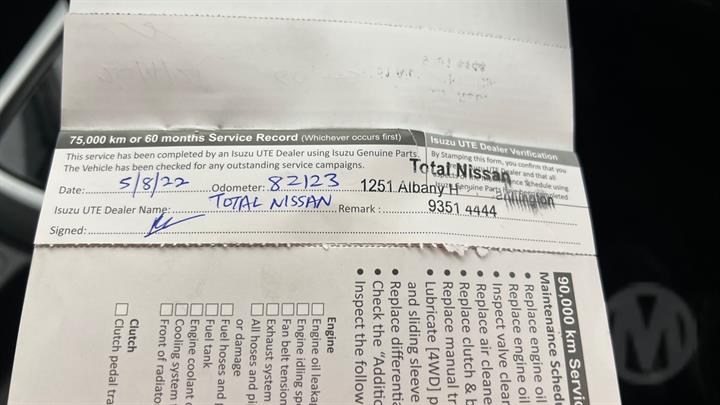 75,000 km or 60 months Service Record (Whichever occurs first)
This service has been completed by an Isuzu UTE Dealer using Isuzu Genuine Parts.
The Vehicle has been checked for any outstanding service campaigns.
Date: 5/8/22 Odometer: 82123
Isuzu UTE Dealer Name: TOTAL NISSAN Remark:
Signed:
Isuzu UTE Dealer Verification
By Stamping this form, you confirm that you
Total Nissan
1251 Albany H
9351 4444
90,000 km Servic
Maintenance Sched
• Replace engine oil
• Replace engine oil
• Inspect valve clear
• Replace air cleane
• Replace clutch & b
• Replace manual tr
• Lubricate [4WD] p
and sliding sleeve
• Replace differentia
• Check the "Additic
• Inspect the follow
Engine
Engine oil leakag
Engine idling spe
Fan belt tension
Exhaust system
All hoses and pi
or damage
Fuel hoses and
Fuel tank
Engine coolant
Cooling system
Front of radiato
Clutch
Clutch pedal tra
M